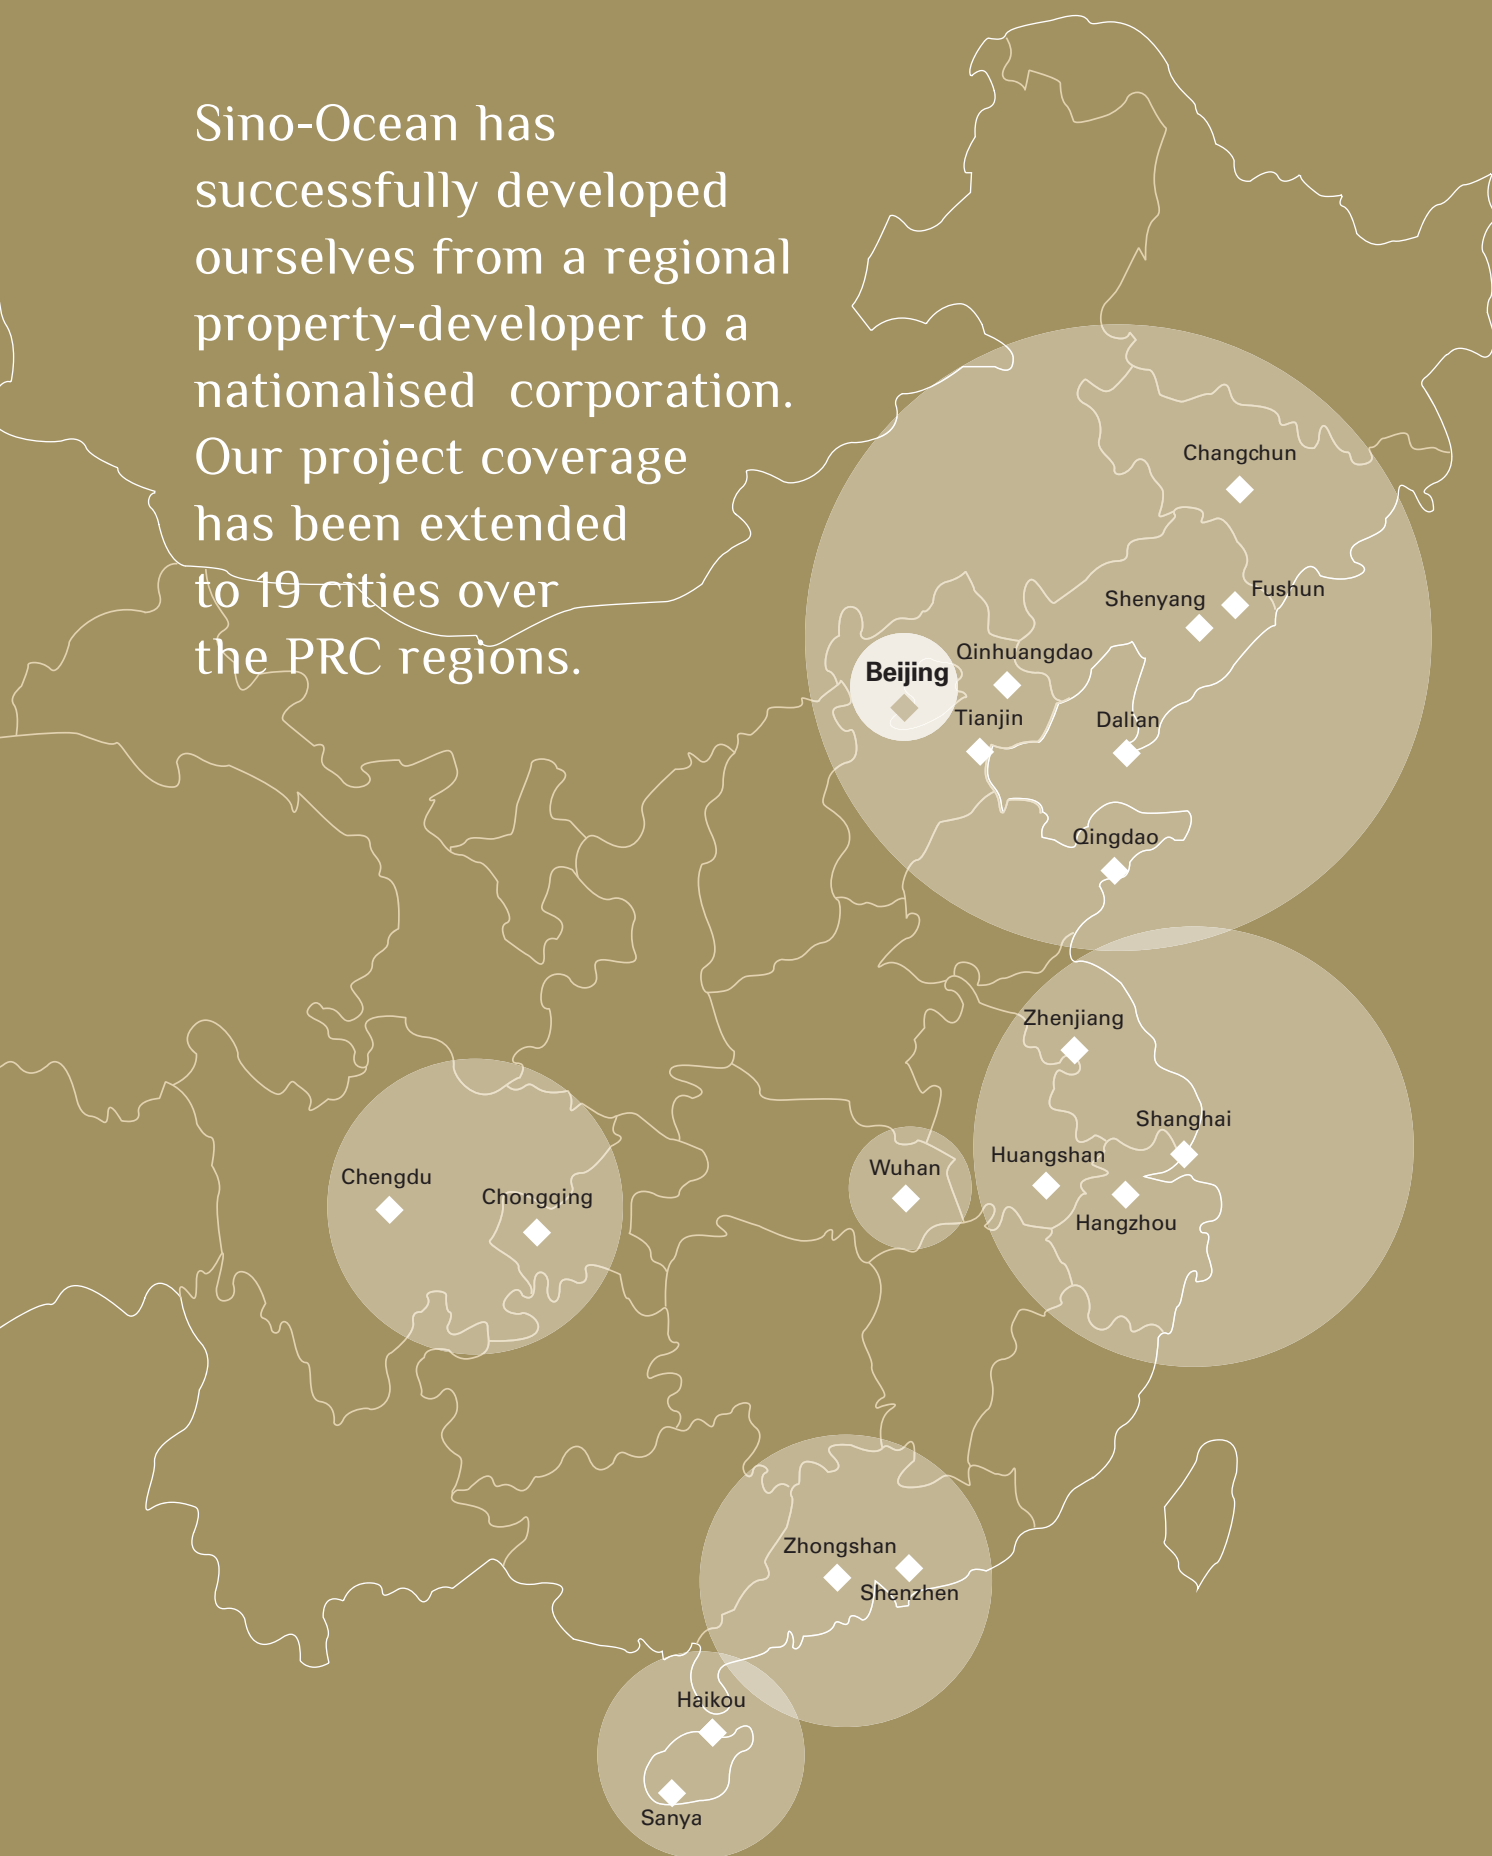 Sino-Ocean has
successfully developed
ourselves from a regional
property-developer to a
nationalised corporation.
Our project coverage
has been extended
to 19 cities over
the PRC regions.
Changchun
Fushun
Shenyang
Qinhuangdao
Beijing
Tianjin
Dalian
Qingdao
Zhenjiang
Shanghai
Huangshan
Wuhan
Chengdu
Chongqing
Hangzhou
Zhongshan
Shenzhen
Haikou
Sanya